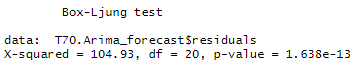 Box-Ljung test
data:  T70.Arima_forecast$residuals
X-squared = 104.93, df = 20, p-value = 1.638e-13